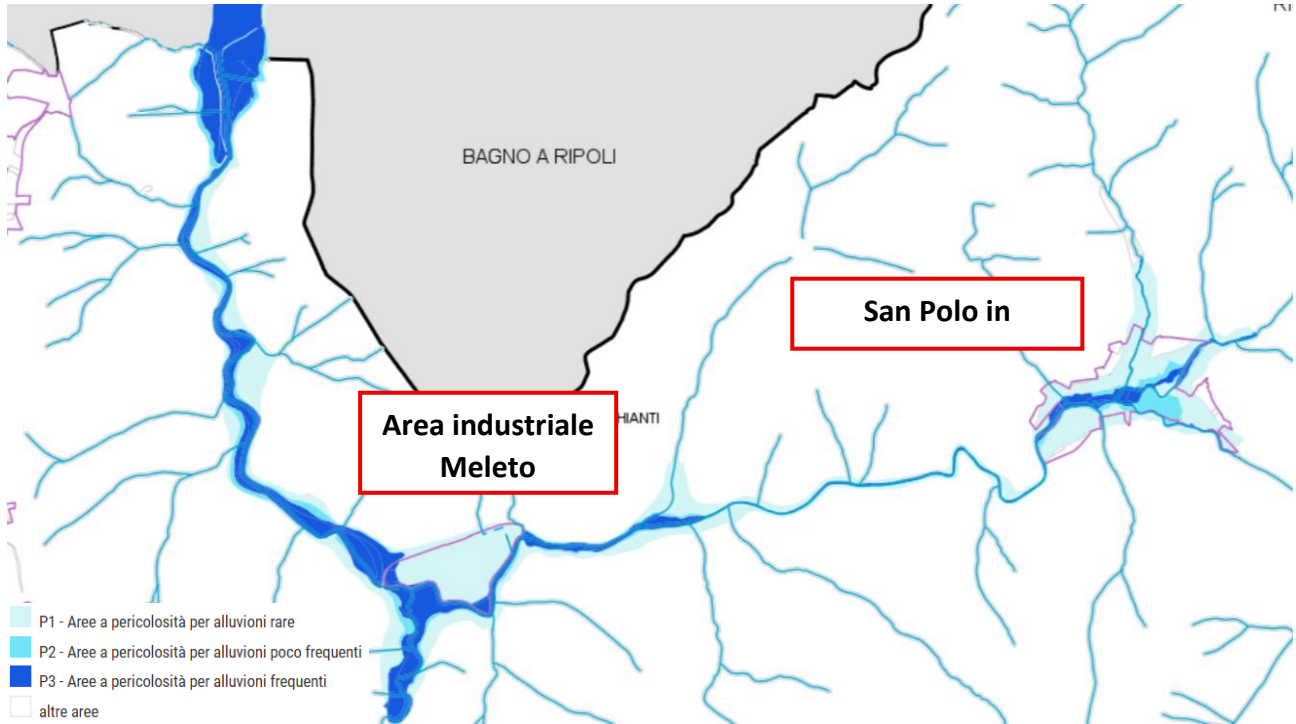 BAGNO A RIPOLI
San Polo in
Area industriale
Meleto
HIANTI
P1 - Aree a pericolosità per alluvioni rare
P2 - Aree a pericolosità per alluvioni poco frequenti
P3 - Aree a pericolosità per alluvioni frequenti
altre aree